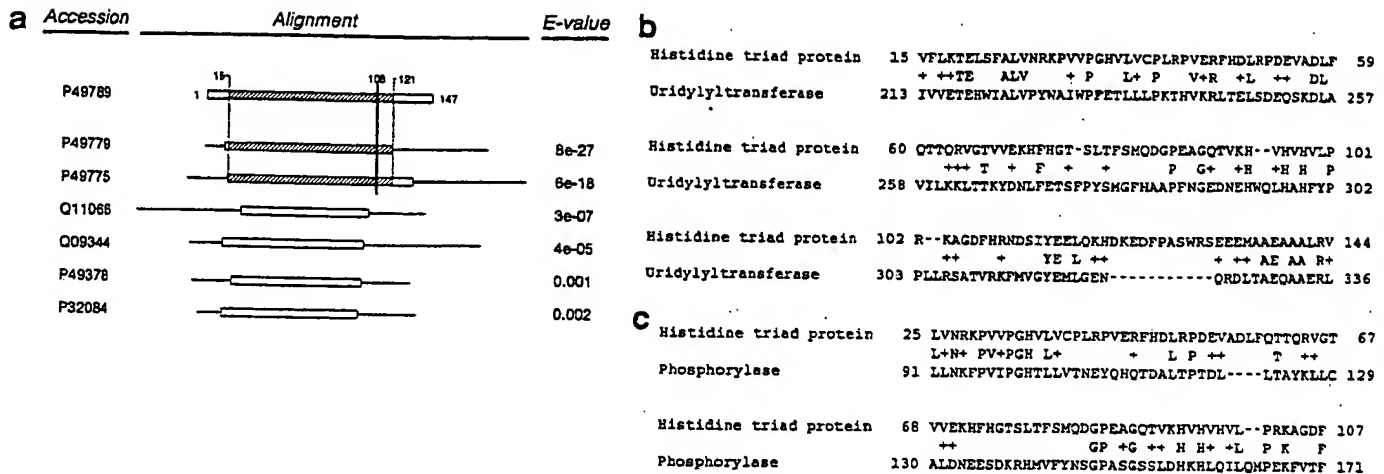 a
Accession Alignment E-value
15 108 121
P49789 1 147
P49779 8e-27
P49775 6e-18
Q11066 3e-07
Q09344 4e-05
P49378 0.001
P32084 0.002
b
Histidine triad protein 15 VFLKTELSFALVNRKPVVPGHVLVCPLRPVERFHDLRPDEVADLF 59
+ ++TE ALV + P L+ P V+R +L ++ DL
Uridylyltransferase 213 IVVETEHWIALVPYWAIWPFETLLLPKTHVKRLTELSDEQSKDLA 257
Histidine triad protein 60 QTTQRVGTVVEKHFHGT-SLTFSMQDGPEAGQTVKH--VHVHVLP 101
+++ T + F + + P G+ +H +H H P
Uridylyltransferase 258 VILKKLTTKYDNLFETSFPYSMGFHAAPFNGEDNEHWQLHAHFYP 302
Histidine triad protein 102 R--KAGDFHRNDSIYEELQKHDKEDFPASWRSEEEMAAEAAALRV 144
++ + YE L ++ + ++ AE AA R+
Uridylyltransferase 303 PLLRSATVRKFMVGYEMLGEN-----------QRDLTAEQAAERL 336
c
Histidine triad protein 25 LVNRKPVVPGHVLVCPLRPVERFHDLRPDEVADLFQTTQRVGT 67
L+N+ PV+PGH L+ + L P ++ T ++
Phosphorylase 91 LLNKFPVIPGHTLLVTNEYQHQTDALTPTDL----LTAYKLLC 129
Histidine triad protein 68 VVEKHFHGTSLTFSMQDGPEAGQTVKHVHVHVL--PRKAGDF 107
++ GP +G ++ H H+ +L P K F
Phosphorylase 130 ALDNEESDKRHMVFYNSGPASGSSLDHKHLQILQMPEKFVTF 171